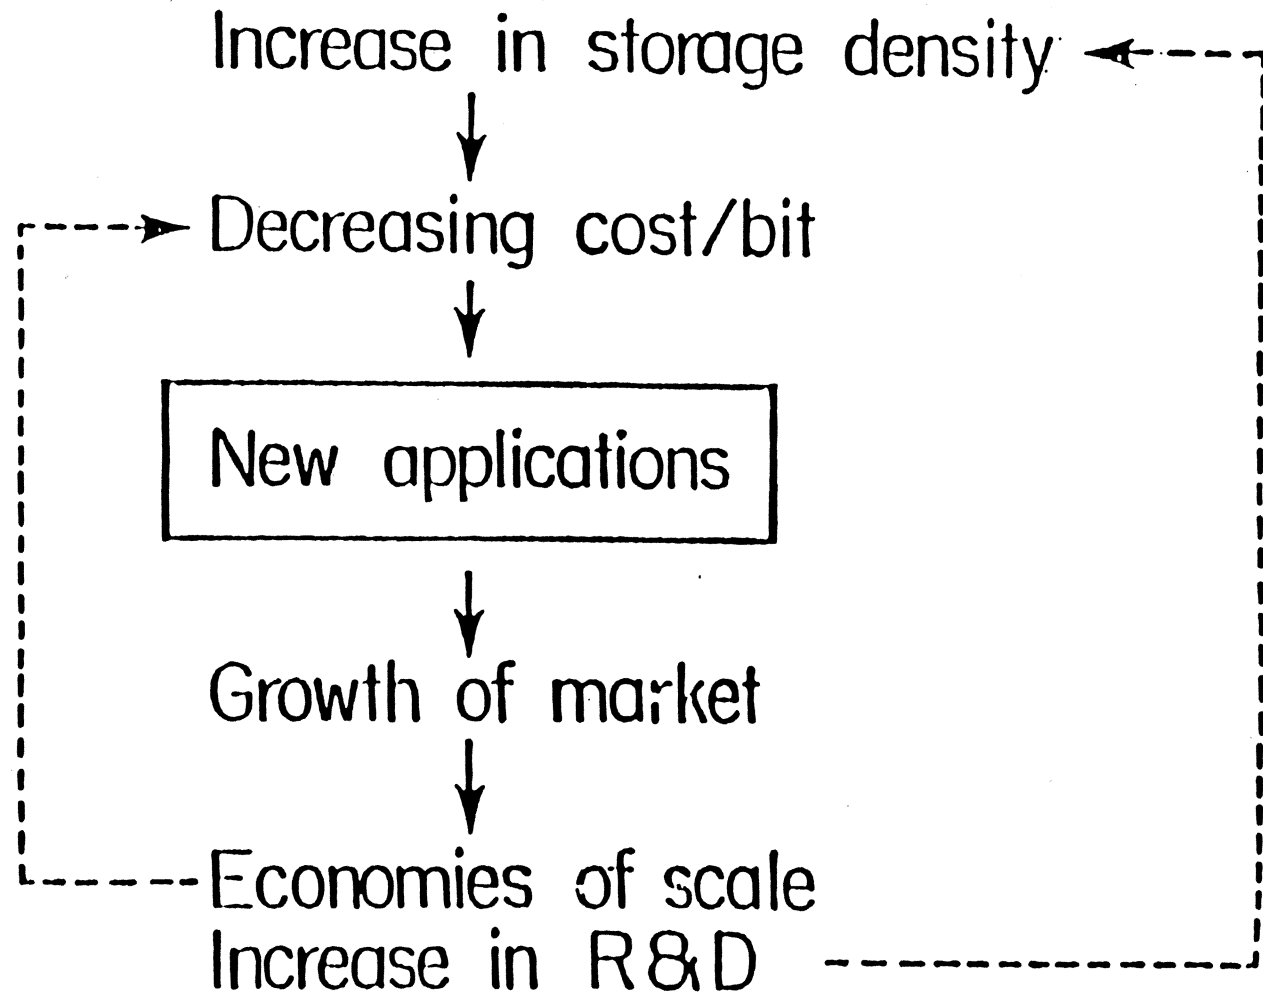 Increase in storage density
Decreasing cost/bit
New applications
Growth of market
Economies of scale
Increase in R&D